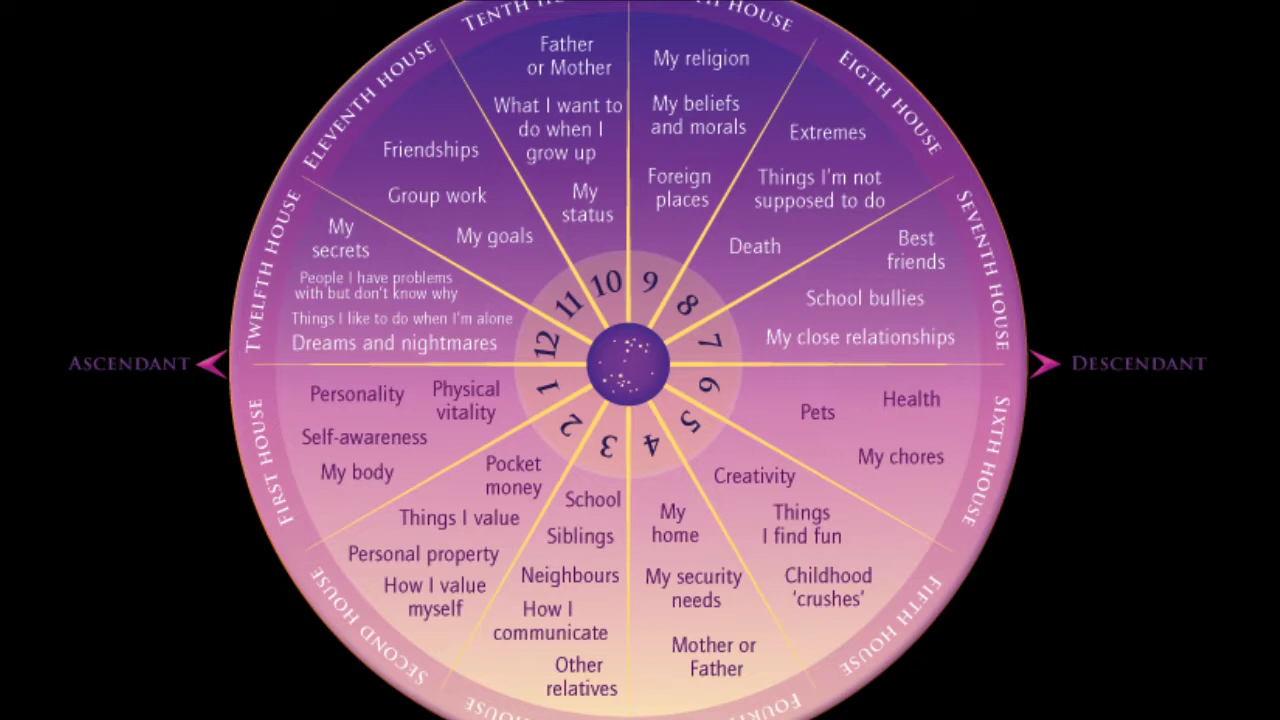 TENTH
HOUSE
EIGTH HOUSE
ELEVENTH HOUSE
SEVENTH HOUSE
TWELFTH HOUSE
ASCENDANT
DESCENDANT
FIRST HOUSE
SIXTH HOUSE
SECOND HOUSE
FIFTH HOUSE
Father
or Mother
What I want to
do when I
grow up
My
status
My religion
My beliefs
and morals
Foreign
places
Extremes
Things I'm not
supposed to do
Death
Best
friends
School bullies
My close relationships
Friendships
Group work
My goals
My
secrets
People I have problems
with but don't know why
Things I like to do when I'm alone
Dreams and nightmares
10
9
11
8
12
7
1
6
2
5
3
4
Personality
Physical
vitality
Self-awareness
My body
Pocket
money
Things I value
Personal property
How I value
myself
School
Siblings
Neighbours
How I
communicate
Other
relatives
My
home
My security
needs
Mother or
Father
Creativity
Things
I find fun
Childhood
'crushes'
Pets
Health
My chores